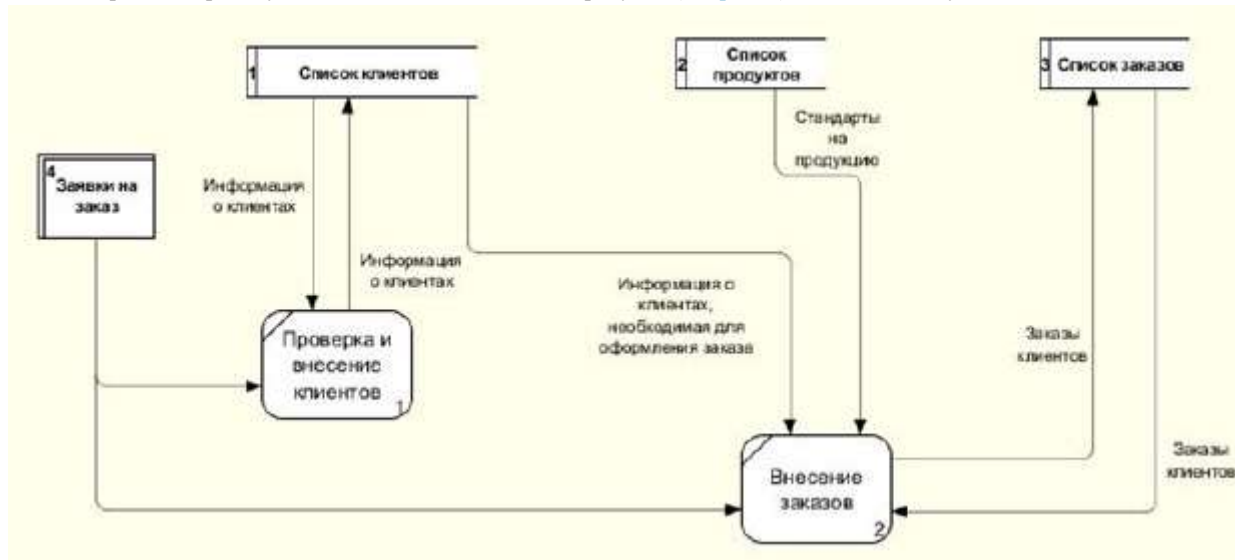 1
Список клиентов
2
Список
продуктов
3
Список заказов
Стандарты
на
продукцию
4
Заявки на
заказ
Информация
о клиентах
Информация
о клиентах
Информация о
клиентах,
необходимая для
оформления заказа
Проверка и
внесение
клиентов
1
Заказы
клиентов
Заказы
клиентов
Внесение
заказов
2